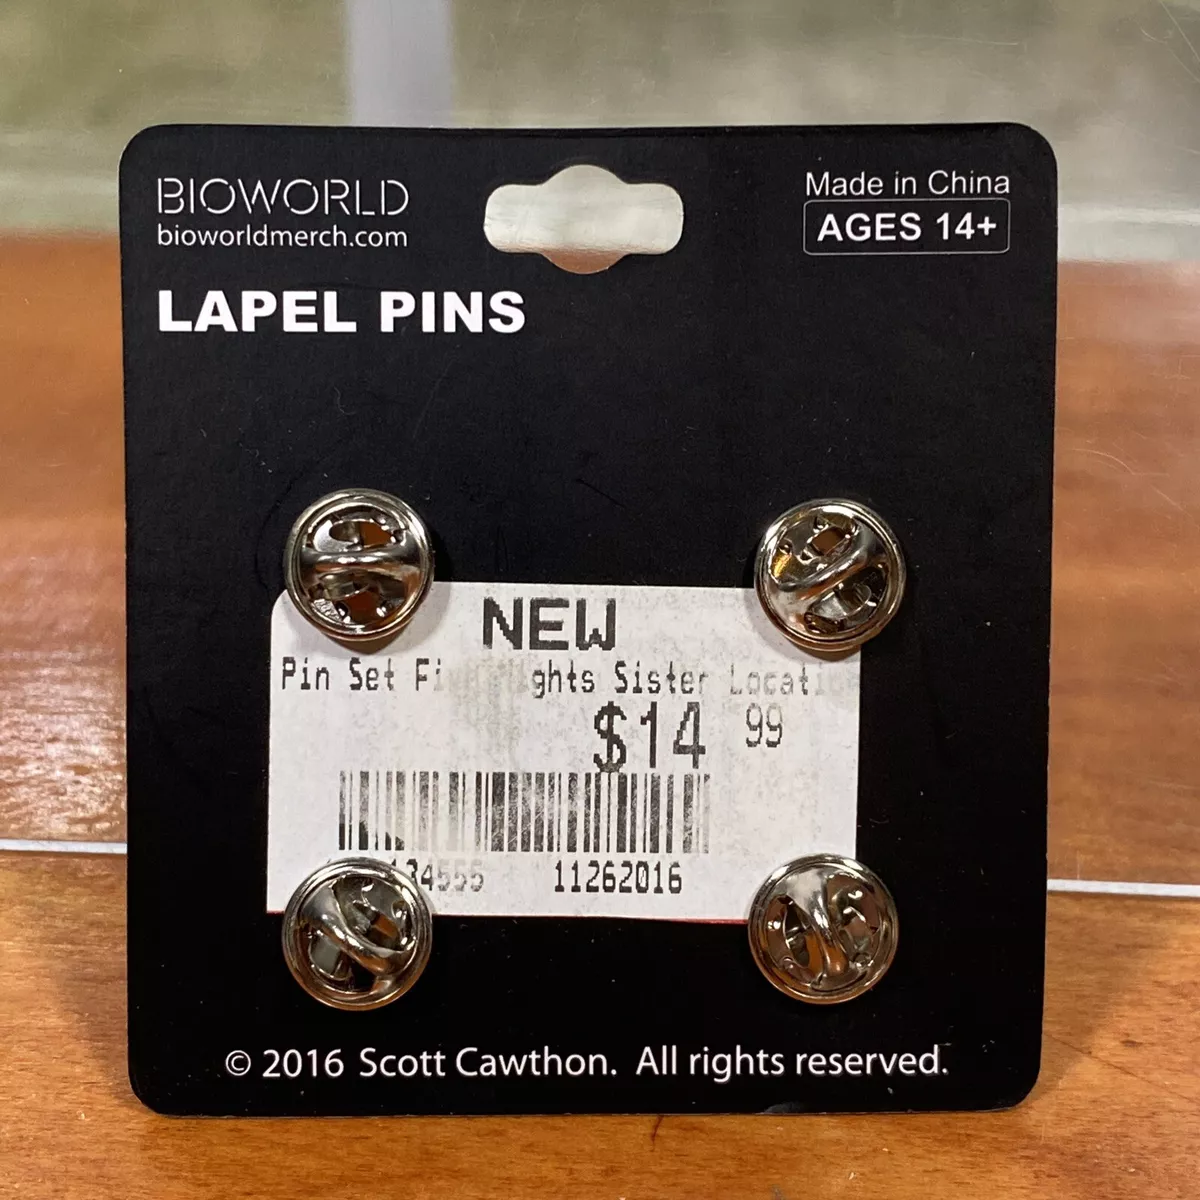 BIOWORLD
bioworldmerch.com
Made in China
AGES 14+
LAPEL PINS
NEW
Pin Set Sister
$14 99
11262016
© 2016 Scott Cawthon. All rights reserved.